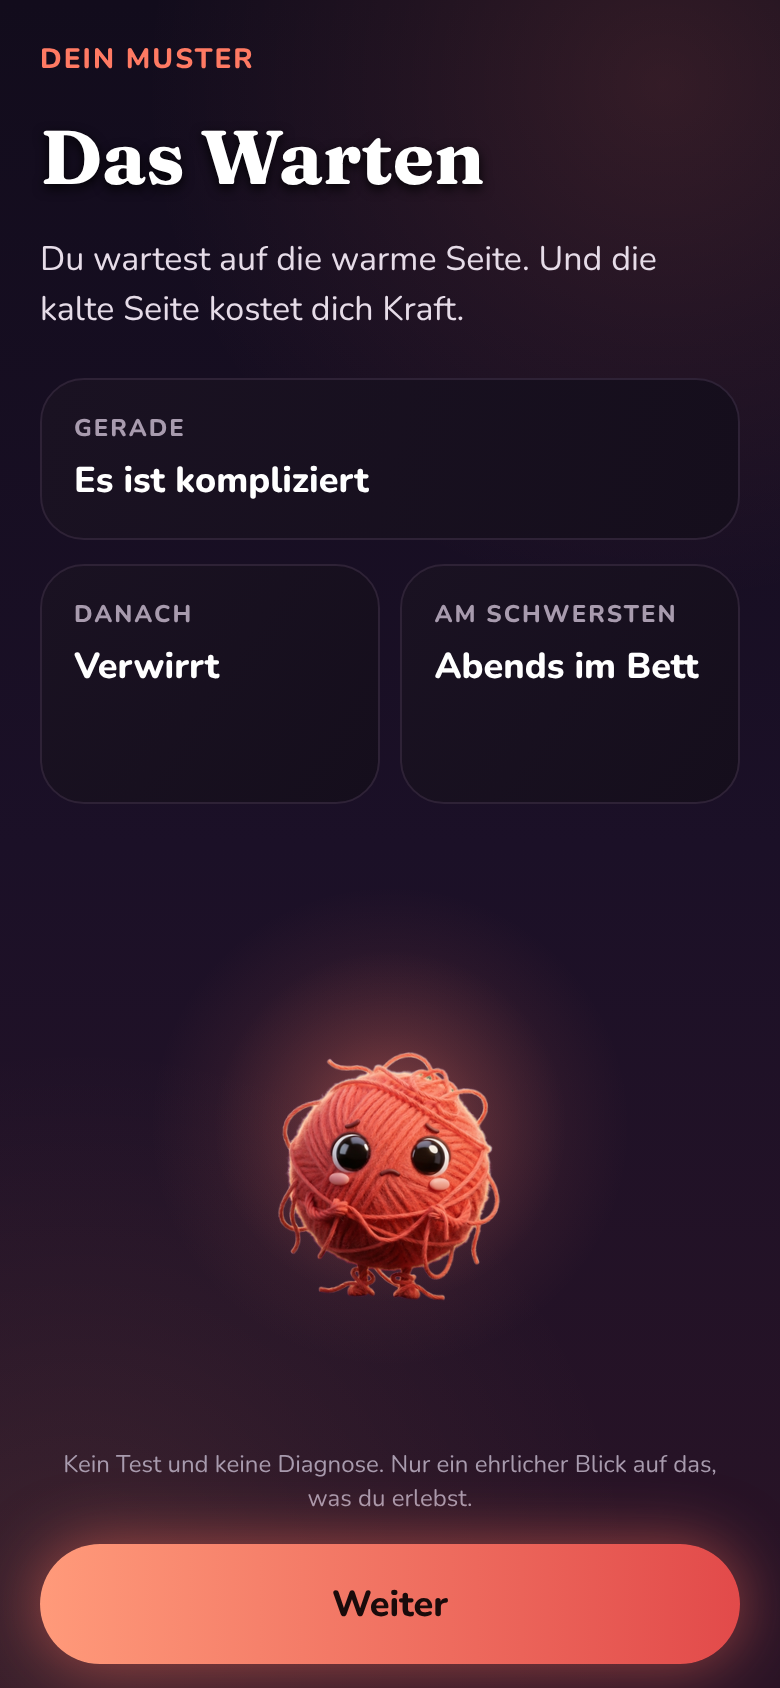 DEIN MUSTER
Das Warten
Du wartest auf die warme Seite. Und die
kalte Seite kostet dich Kraft.
GERADE
Es ist kompliziert
DANACH
Verwirrt
AM SCHWERSTEN
Abends im Bett
Kein Test und keine Diagnose. Nur ein ehrlicher Blick auf das,
was du erlebst.
Weiter